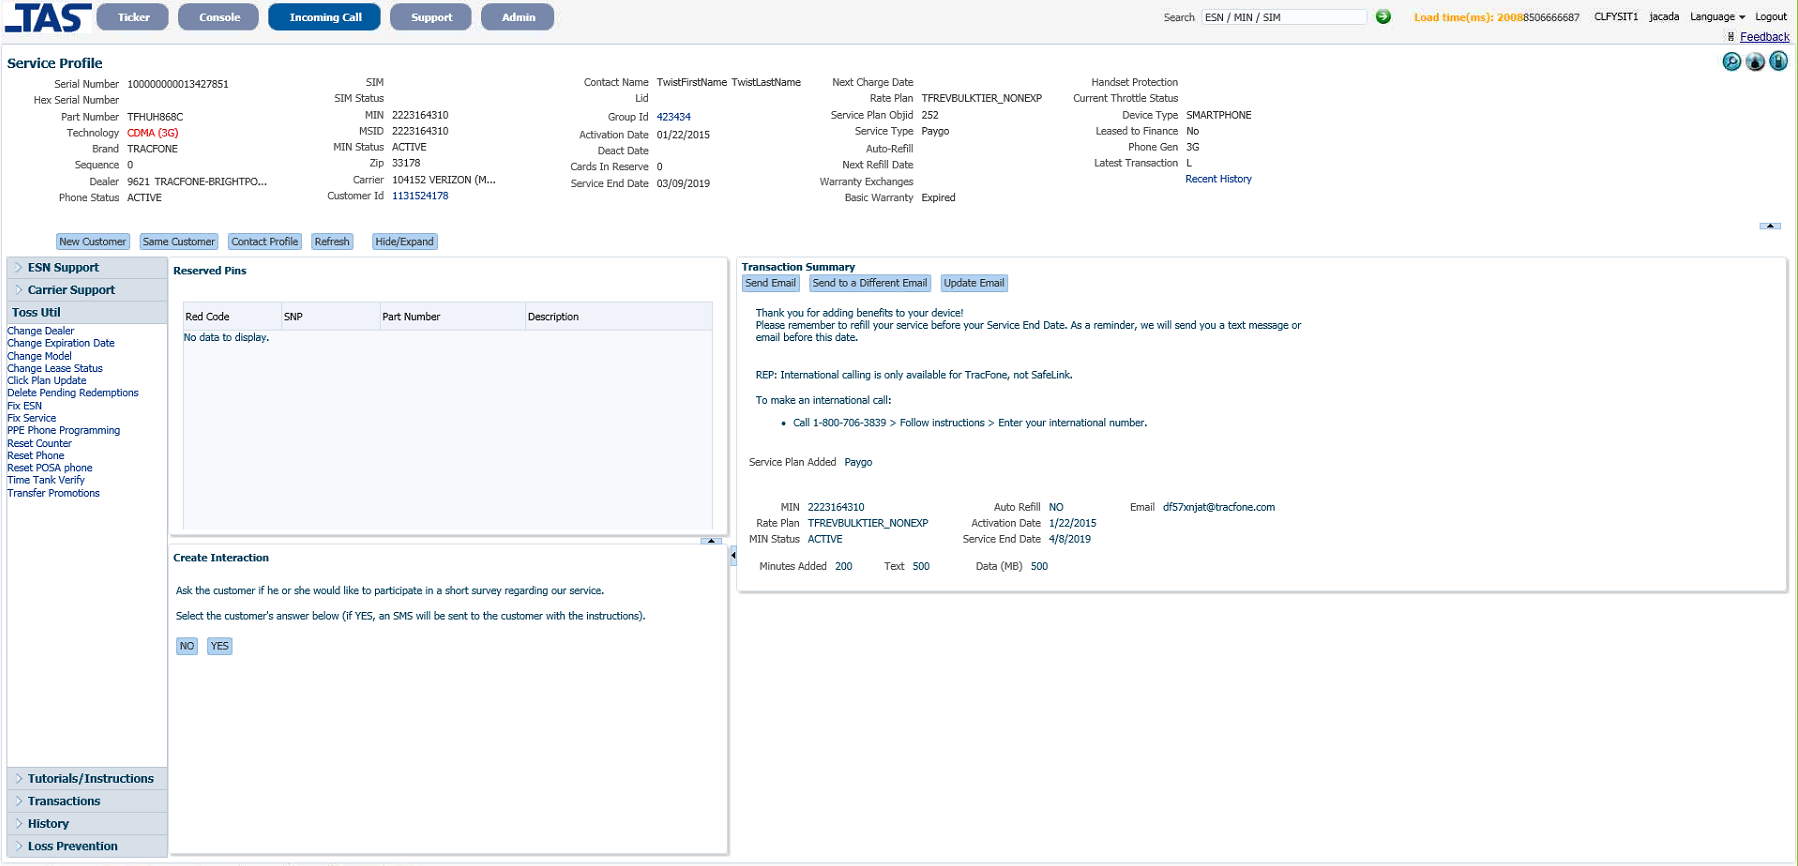 TAS
Ticker
Console
Incoming Call
Support
Admin
Search
ESN / MIN / SIM
Load time(ms): 20088506666687
CLFYSIT1
jacada
Language
Logout
Feedback
Service Profile
Serial Number 100000000013427851
Hex Serial Number
Part Number TFHUH868C
Technology CDMA (3G)
Brand TRACFONE
Sequence 0
Dealer 9621 TRACFONE-BRIGHTPO...
Phone Status ACTIVE
SIM
SIM Status
MIN 2223164310
MSID 2223164310
MIN Status ACTIVE
Zip 33178
Carrier 104152 VERIZON (M...
Customer Id 1131524178
Contact Name TwistFirstName TwistLastName
Lid
Group Id 423434
Activation Date 01/22/2015
Deact Date
Cards In Reserve 0
Service End Date 03/09/2019
Next Charge Date
Rate Plan TFREVBULKTIER_NONEXP
Service Plan Objid 252
Service Type Paygo
Auto-Refill
Next Refill Date
Warranty Exchanges
Basic Warranty Expired
Handset Protection
Current Throttle Status
Device Type SMARTPHONE
Leased to Finance No
Phone Gen 3G
Latest Transaction L
Recent History
New Customer
Same Customer
Contact Profile
Refresh
Hide/Expand
ESN Support
Carrier Support
Toss Util
Change Dealer
Change Expiration Date
Change Model
Change Lease Status
Click Plan Update
Delete Pending Redemptions
Fix ESN
Fix Service
PPE Phone Programming
Reset Counter
Reset Phone
Reset POSA phone
Time Tank Verify
Transfer Promotions
Tutorials/Instructions
Transactions
History
Loss Prevention
Reserved Pins
Red Code SNP Part Number Description
No data to display.
Create Interaction
Ask the customer if he or she would like to participate in a short survey regarding our service.
Select the customer's answer below (if YES, an SMS will be sent to the customer with the instructions).
NO YES
Transaction Summary
Send Email
Send to a Different Email
Update Email
Thank you for adding benefits to your device!
Please remember to refill your service before your Service End Date. As a reminder, we will send you a text message or
email before this date.
REP: International calling is only available for TracFone, not SafeLink.
To make an international call:
• Call 1-800-706-3839 > Follow instructions > Enter your international number.
Service Plan Added Paygo
MIN 2223164310 Auto Refill NO Email df57xnjat@tracfone.com
Rate Plan TFREVBULKTIER_NONEXP Activation Date 1/22/2015
MIN Status ACTIVE Service End Date 4/8/2019
Minutes Added 200 Text 500 Data (MB) 500